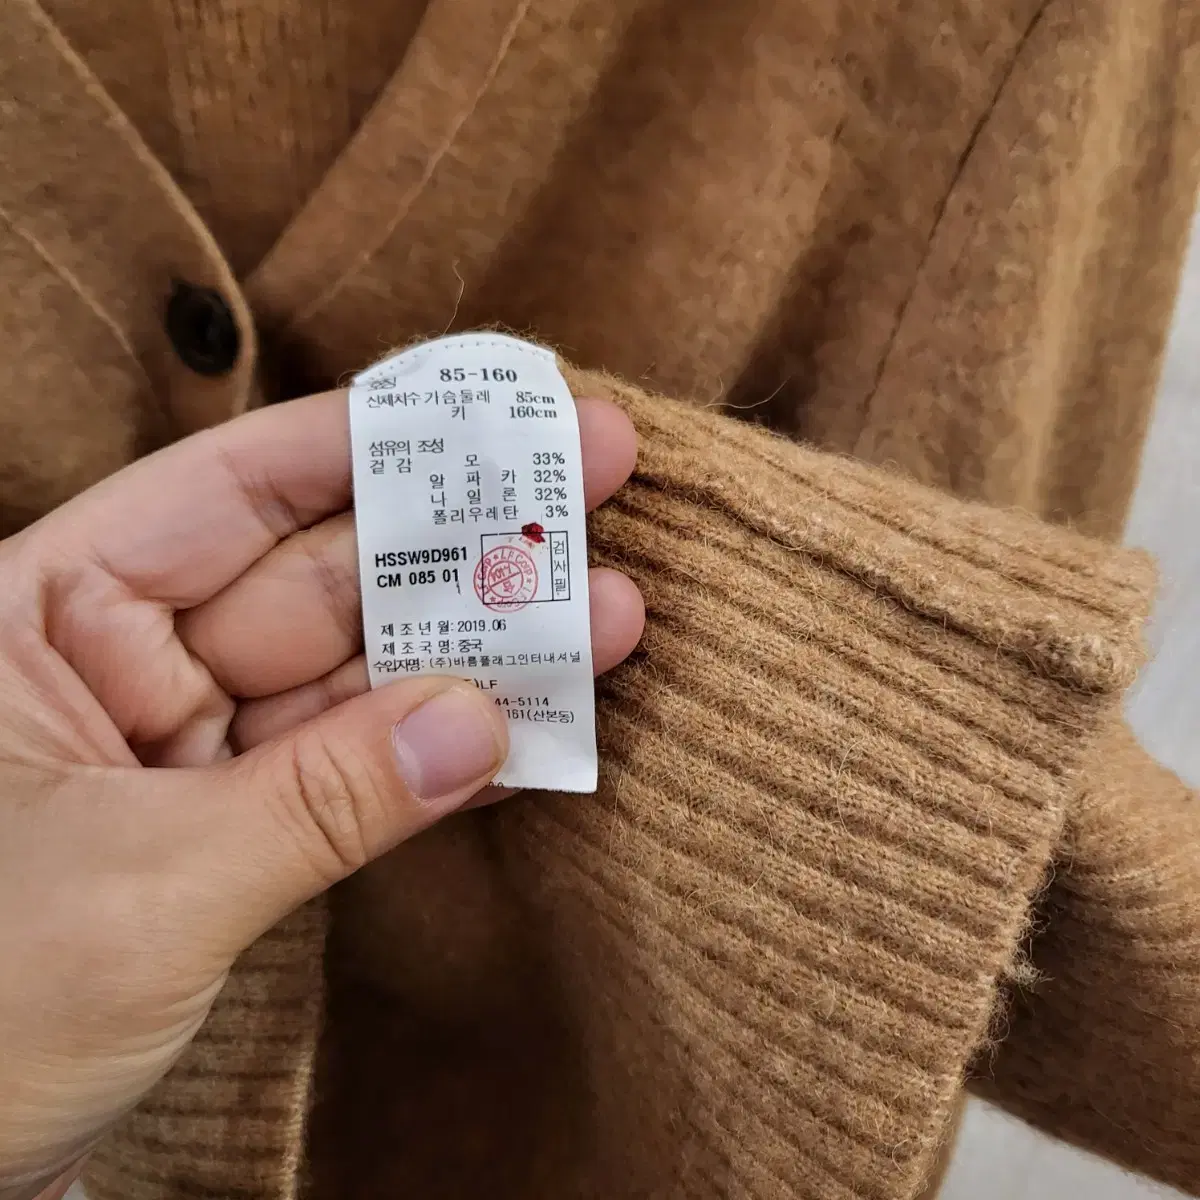 호칭 85-160
신체치수 가슴둘레 85cm
키 160cm
섬유의 조성
겉감 모 33%
알파카 32%
나일론 32%
폴리우레탄 3%
HSSW9D961
CM 085 01
검사필
LF Corp
제조년월: 2019.06
제조국명: 중국
수입자명: (주)바름플래그인터내셔널
)LF
44-5114
161(산본동)